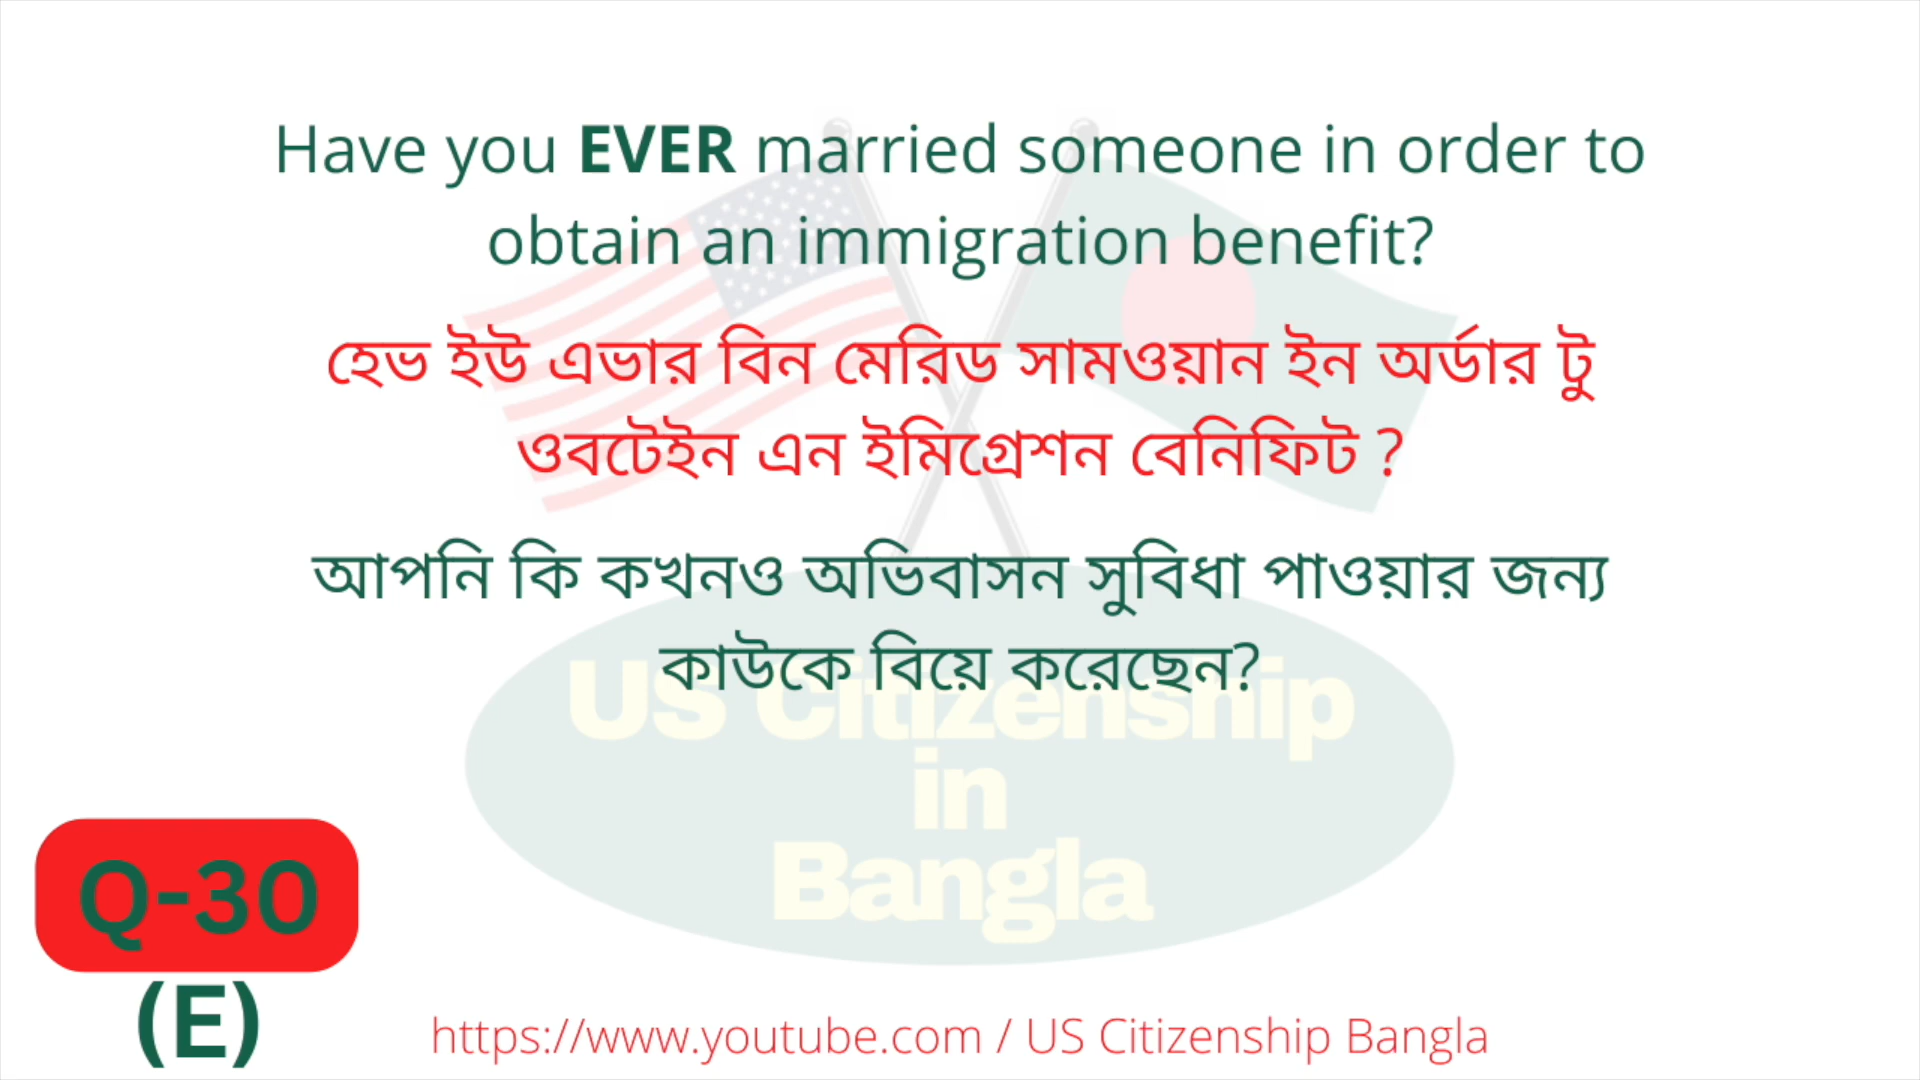 Have you EVER married someone in order to
obtain an immigration benefit?
হেভ ইউ এভার বিন মেরিড সামওয়ান ইন অর্ডার টু
ওবটেইন এন ইমিগ্রেশন বেনিফিট ?
আপনি কি কখনও অভিবাসন সুবিধা পাওয়ার জন্য
কাউকে বিয়ে করেছেন?
US Citizenship
in
Bangla
Q-30
(E)
https://www.youtube.com / US Citizenship Bangla